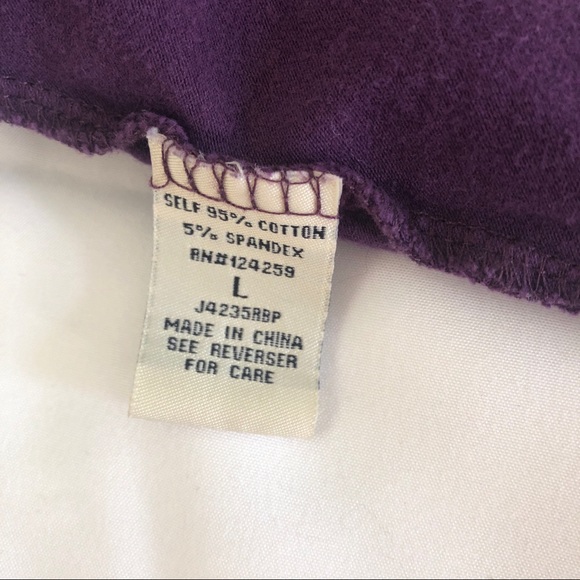 SELF 95% COTTON
5% SPANDEX
RN#124259
L
J4235RBP
MADE IN CHINA
SEE REVERSER
FOR CARE